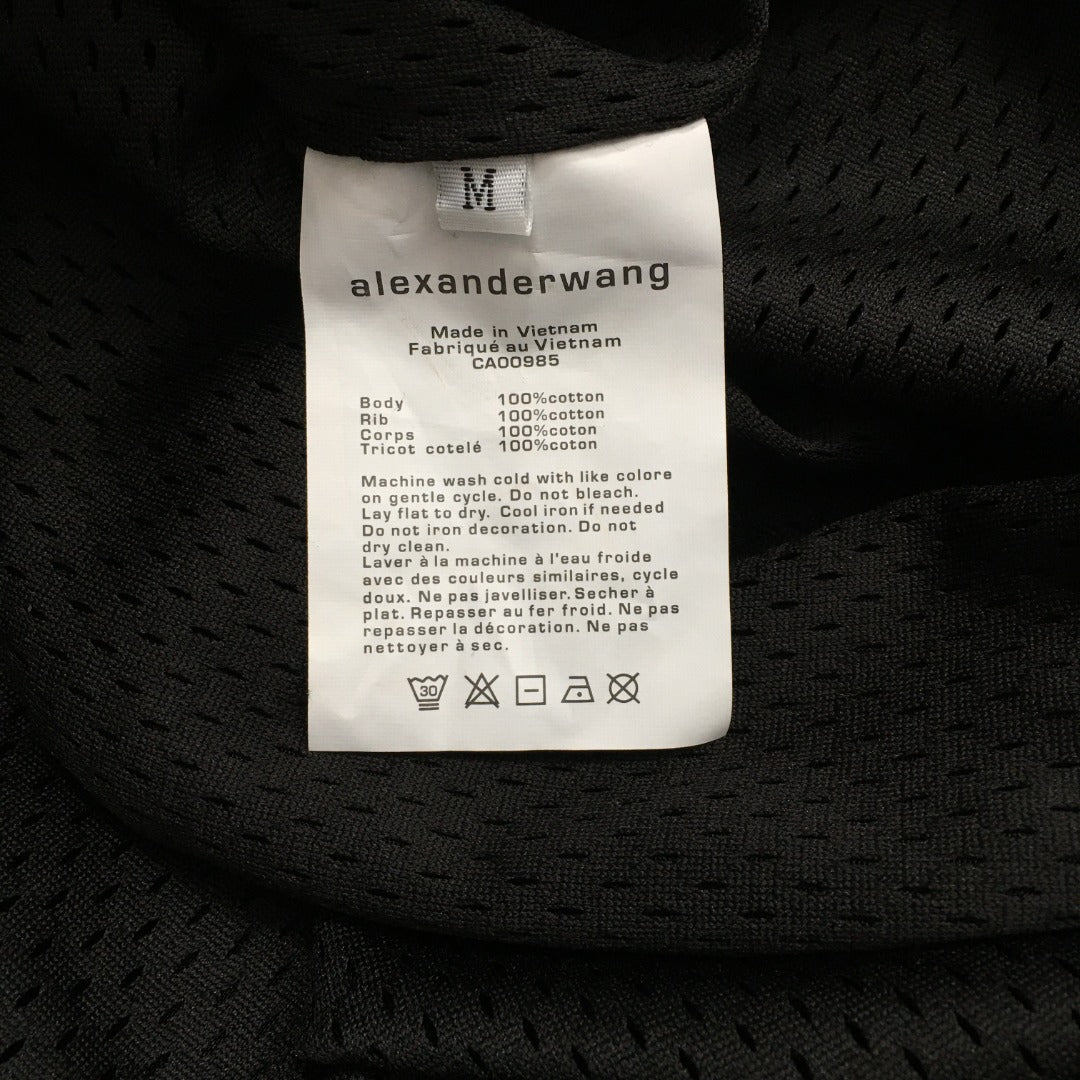 M
alexanderwang
Made in Vietnam
Fabriqué au Vietnam
CA00985
Body 100%cotton
Rib 100%cotton
Corps 100%coton
Tricot cotelé 100%coton
Machine wash cold with like colore
on gentle cycle. Do not bleach.
Lay flat to dry. Cool iron if needed
Do not iron decoration. Do not
dry clean.
Laver à la machine à l'eau froide
avec des couleurs similaires, cycle
doux. Ne pas javelliser. Secher à
plat. Repasser au fer froid. Ne pas
repasser la décoration. Ne pas
nettoyer à sec.
30